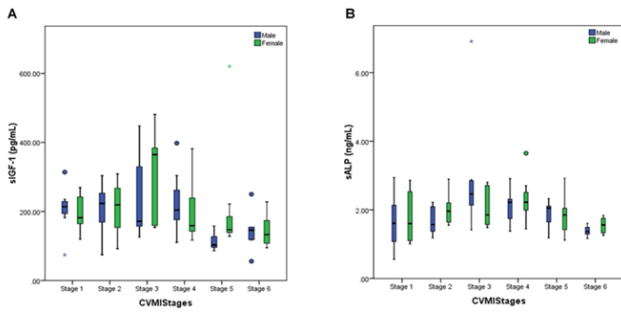 A
Male
Female
600.00
400.00
200.00
.00
sIGF-1 (pg/mL)
Stage 1 Stage 2 Stage 3 Stage 4 Stage 5 Stage 6
CVMIStages
B
Male
Female
6.00
4.00
2.00
.00
sALP (ng/mL)
Stage 1 Stage 2 Stage 3 Stage 4 Stage 5 Stage 6
CVMIStages